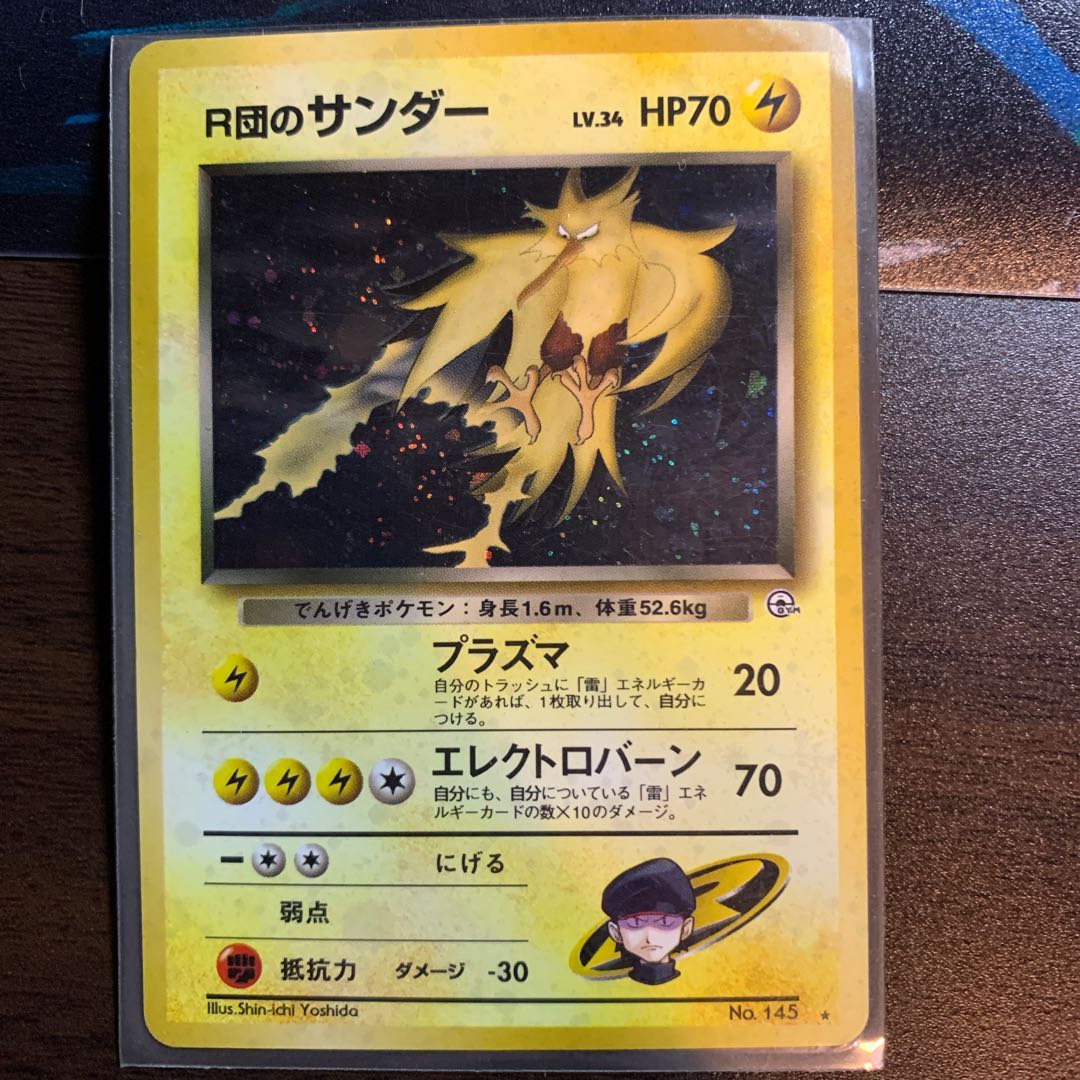 R団のサンダー LV.34 HP70
でんげきポケモン：身長1.6m、体重52.6kg
GYM
プラズマ 20
自分のトラッシュに「雷」エネルギーカ
ードがあれば、1枚取り出して、自分に
つける。
エレクトロバーン 70
自分にも、自分についている「雷」エネ
ルギーカードの数×10のダメージ。
にげる
弱点
抵抗力 ダメージ -30
R
Illus.Shin-ichi Yoshida No. 145 ★